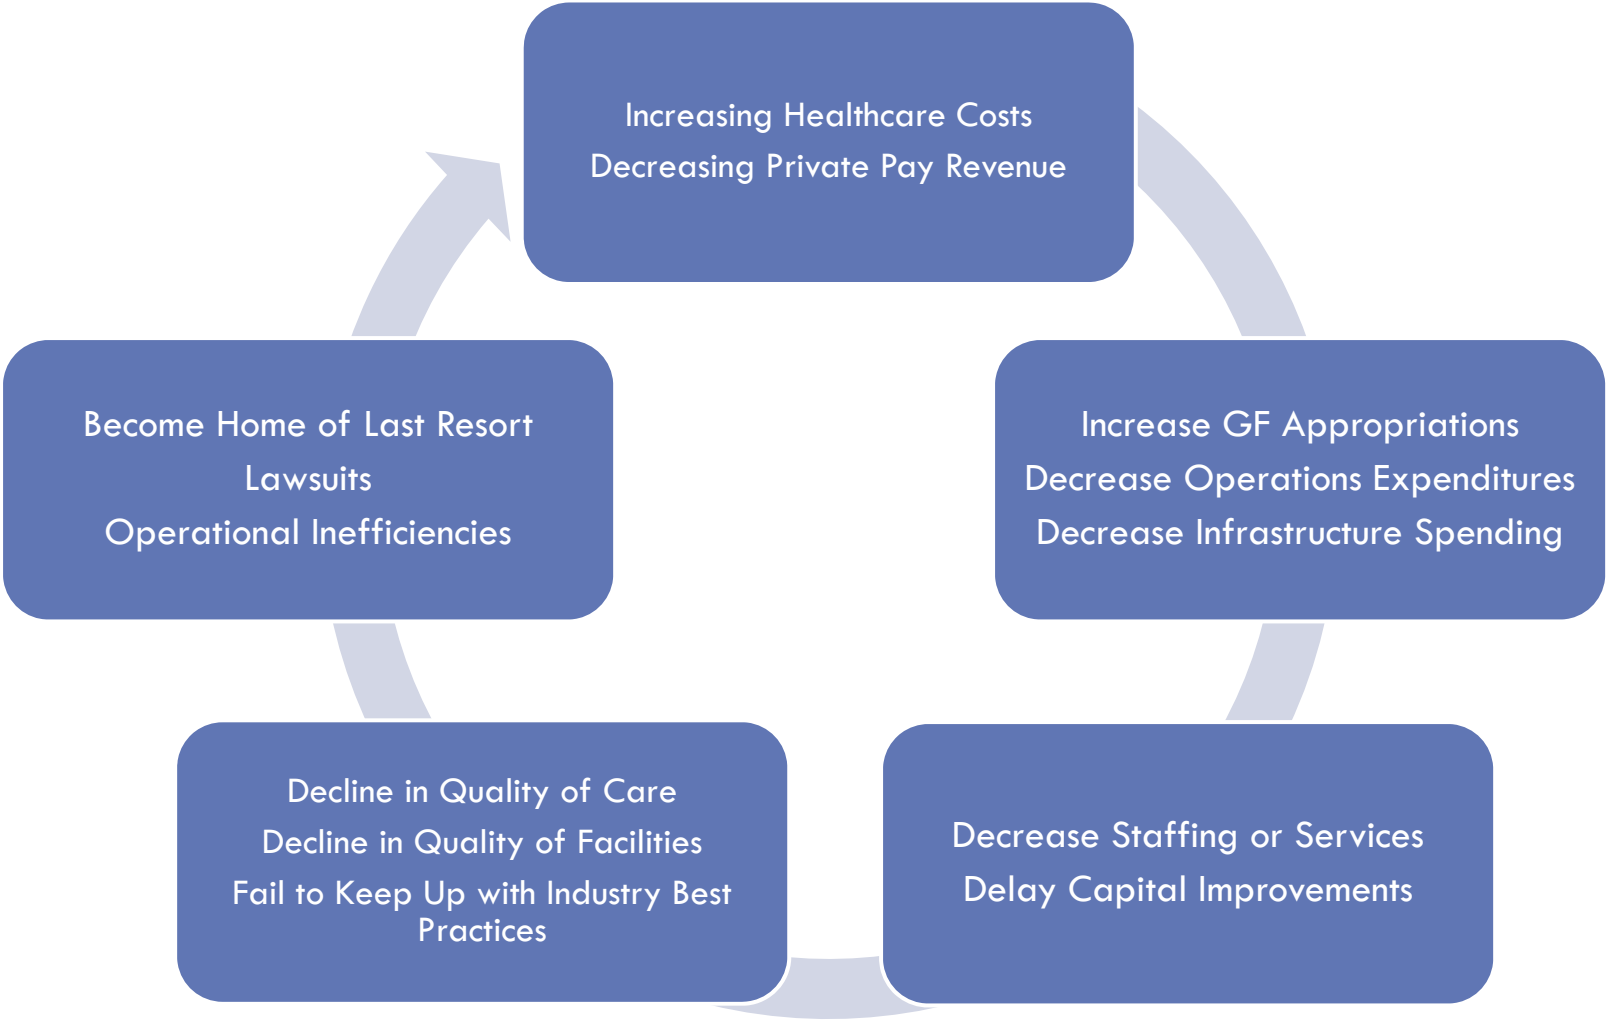 Increasing Healthcare Costs
Decreasing Private Pay Revenue
Increase GF Appropriations
Decrease Operations Expenditures
Decrease Infrastructure Spending
Decrease Staffing or Services
Delay Capital Improvements
Decline in Quality of Care
Decline in Quality of Facilities
Fail to Keep Up with Industry Best
Practices
Become Home of Last Resort
Lawsuits
Operational Inefficiencies